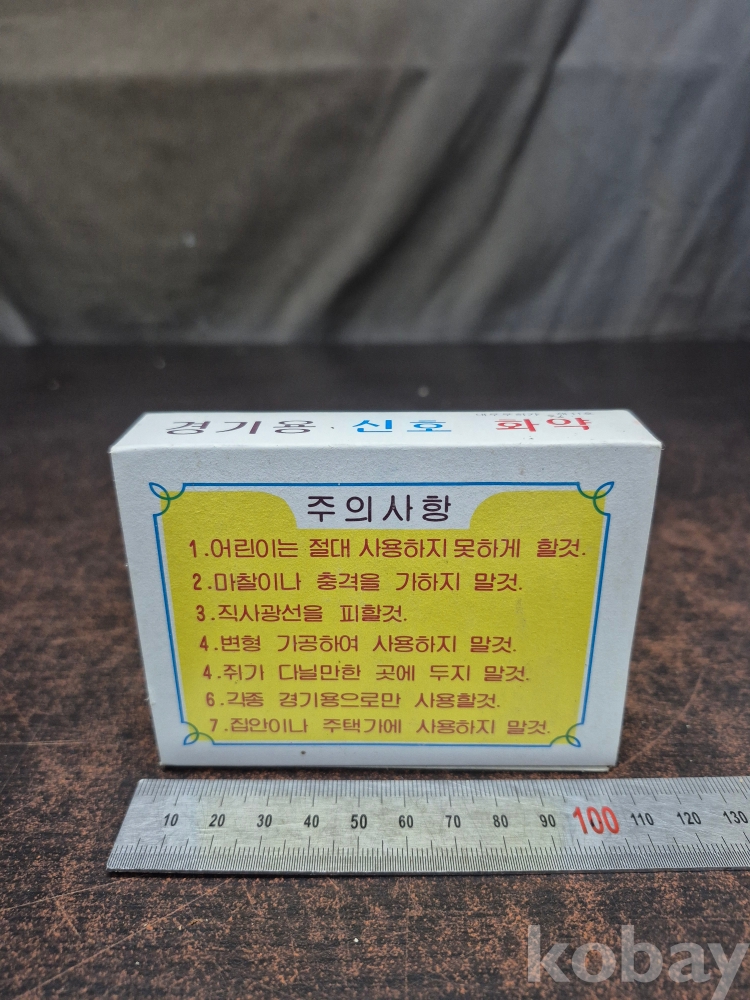 경기용 신호 화약
주의사항
1.어린이는 절대 사용하지 못하게 할것.
2.마찰이나 충격을 가하지 말것.
3.직사광선을 피할것.
4.변형 가공하여 사용하지 말것.
4.쥐가 다닐만한 곳에 두지 말것.
6.각종 경기용으로만 사용할것.
7.집안이나 주택가에 사용하지 말것.
10 20 30 40 50 60 70 80 90 100 110 120 130
kobay